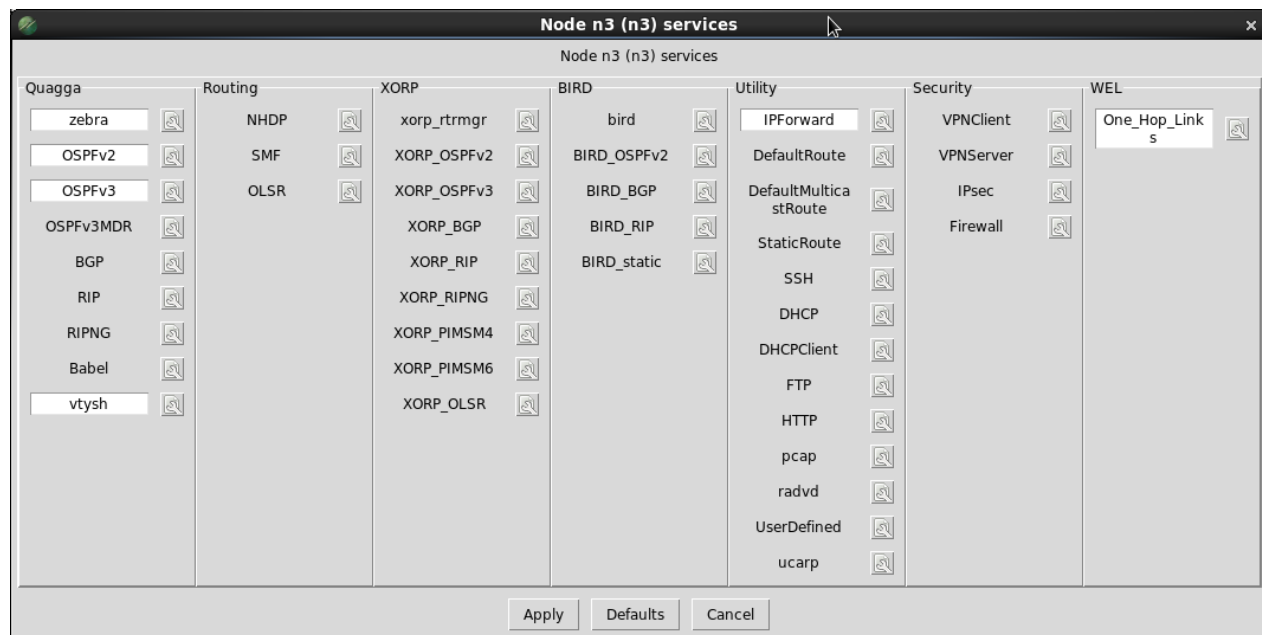 Node n3 (n3) services
Node n3 (n3) services
Quagga
zebra
OSPFv2
OSPFv3
OSPFv3MDR
BGP
RIP
RIPNG
Babel
vtysh
Routing
NHDP
SMF
OLSR
XORP
xorp_rtrmgr
XORP_OSPFv2
XORP_OSPFv3
XORP_BGP
XORP_RIP
XORP_RIPNG
XORP_PIMSM4
XORP_PIMSM6
XORP_OLSR
BIRD
bird
BIRD_OSPFv2
BIRD_BGP
BIRD_RIP
BIRD_static
Utility
IPForward
DefaultRoute
DefaultMultica
stRoute
StaticRoute
SSH
DHCP
DHCPClient
FTP
HTTP
pcap
radvd
UserDefined
ucarp
Security
VPNClient
VPNServer
IPsec
Firewall
WEL
One_Hop_Link
s
Apply
Defaults
Cancel